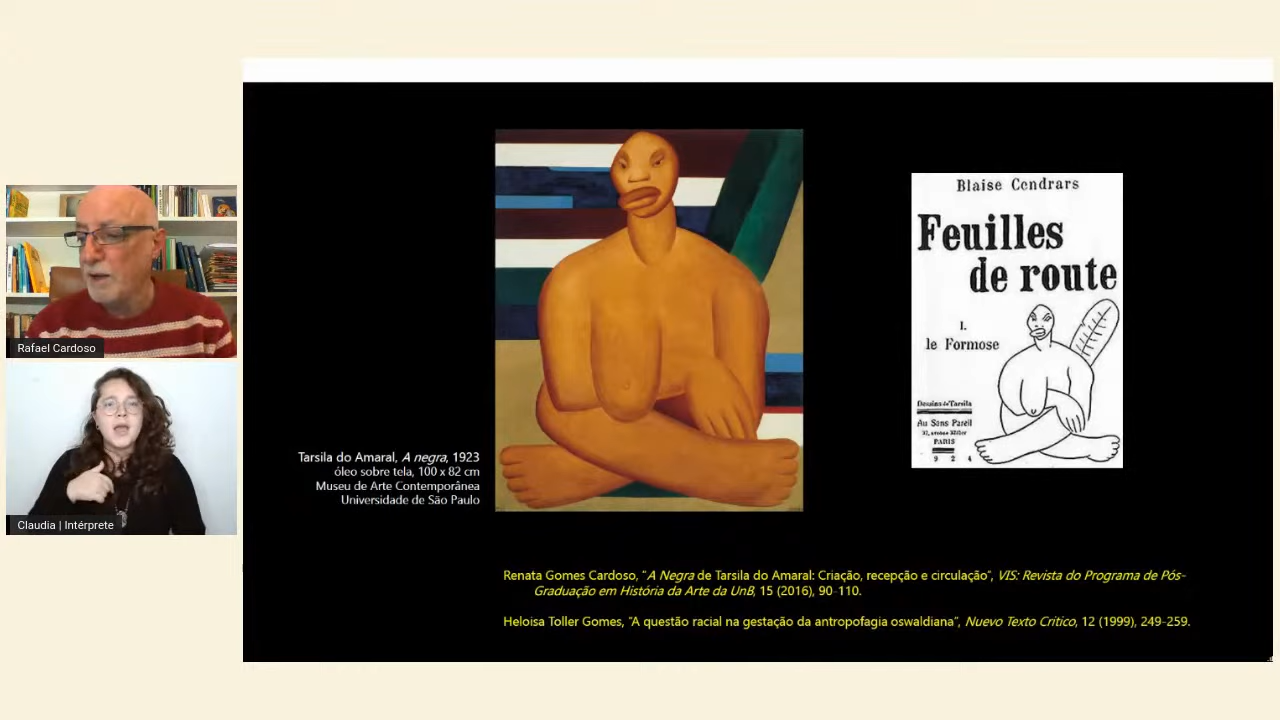 Rafael Cardoso
Claudia | Intérprete
Tarsila do Amaral, A negra, 1923
óleo sobre tela, 100 x 82 cm
Museu de Arte Contemporânea
Universidade de São Paulo
Blaise Cendrars
Feuilles
de route
I.
le Formose
Dessins de Tarsila
Au Sans Pareil
PARIS
9 2 4
Renata Gomes Cardoso, "A Negra de Tarsila do Amaral: Criação, recepção e circulação", VIS: Revista do Programa de Pós-
Graduação em História da Arte da UnB, 15 (2016), 90-110.
Heloisa Toller Gomes, "A questão racial na gestação da antropofagia oswaldiana", Nuevo Texto Critico, 12 (1999), 249-259.